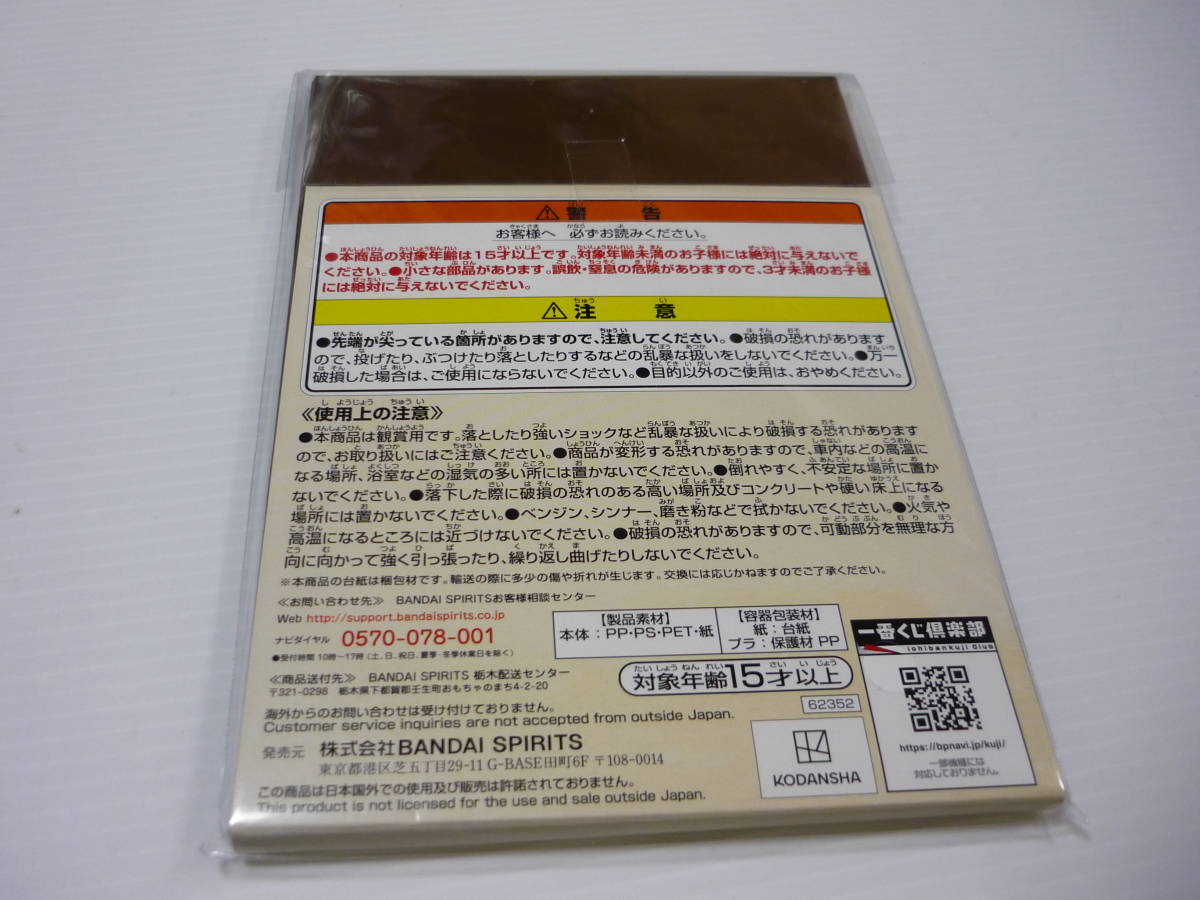 ⚠警告
お客様へ 必ずお読みください。
●本商品の対象年齢は15才以上です。対象年齢未満のお子様には絶対に与えないで
ください。●小さな部品があります。誤飲・窒息の危険がありますので、3才未満のお子様
には絶対に与えないでください。
⚠注意
●先端が尖っている箇所がありますので、注意してください。●破損の恐れがあります
ので、投げたり、ぶつけたり落としたりするなどの乱暴な扱いをしないでください。●万一
破損した場合は、ご使用にならないでください。●目的以外のご使用は、おやめください。
《使用上の注意》
●本商品は観賞用です。落としたり強いショックなど乱暴な扱いにより破損する恐れがあります
ので、お取り扱いにはご注意ください。●商品が変形する恐れがありますので、車内などの高温に
なる場所、浴室などの湿気の多い所には置かないでください。●倒れやすく、不安定な場所に置か
ないでください。●落下した際に破損の恐れのある高い場所及びコンクリートや硬い床上になる
場所には置かないでください。●ベンジン、シンナー、磨き粉などで拭かないでください。●火気や
高温になるところには近づけないでください。●破損の恐れがありますので、可動部分を無理な方
向に向かって強く引っ張ったり、繰り返し曲げたりしないでください。
※本商品の台紙は梱包材です。輸送の際に多少の傷や折れが生じます。交換には応じかねますのでご了承ください。
≪お問い合わせ先≫ BANDAI SPIRITSお客様相談センター
Web http://support.bandaispirits.co.jp
ナビダイヤル 0570-078-001
●受付時間 10時〜17時(土、日、祝日、夏季・冬季休業日を除く)
≪商品送付先≫ BANDAI SPIRITS 栃木配送センター
〒321-0298 栃木県下都賀郡壬生町おもちゃのまち4-2-20
海外からのお問い合わせは受け付けておりません。
Customer service inquiries are not accepted from outside Japan.
発売元 株式会社BANDAI SPIRITS
東京都港区芝五丁目29-11 G-BASE田町6F 〒108-0014
この商品は日本国外での使用及び販売は許諾されておりません。
This product is not licensed for the use and sale outside Japan.
【製品素材】
本体：PP・PS・PET・紙
【容器包装材】
紙：台紙
プラ：保護材 PP
対象年齢15才以上
62352
KODANSHA
一番くじ倶楽部
ichibankuji Club
https://bpnavi.jp/kuji/
一部機種には
対応しておりません。